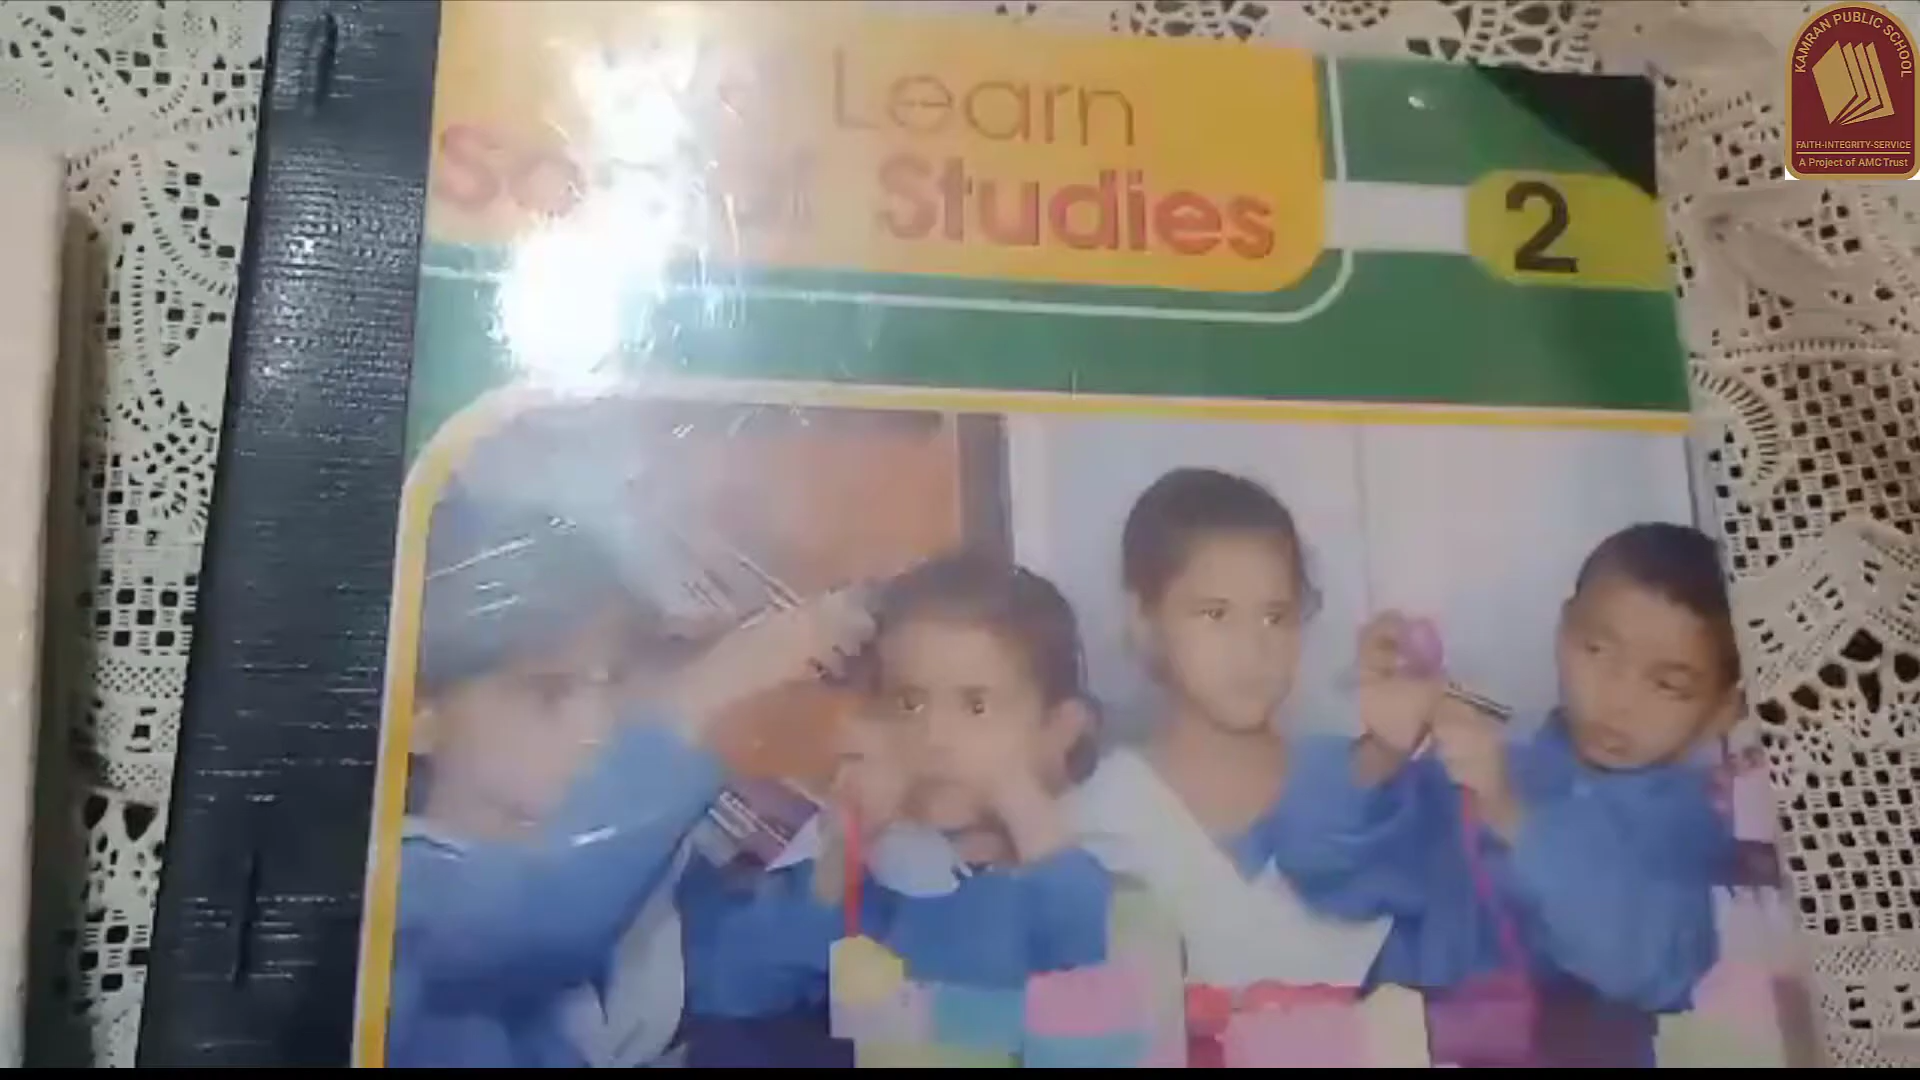 Learn
Studies
2
KAMRAN PUBLIC SCHOOL
FAITH-INTEGRITY-SERVICE
A Project of AMC Trust